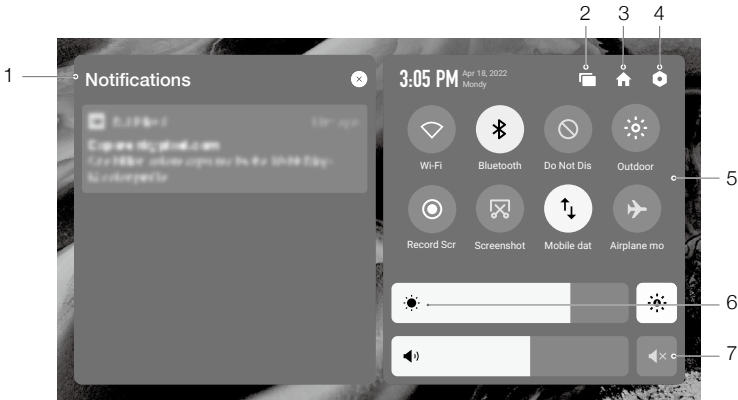 2
3
4
1
Notifications
3:05 PM
Apr 18, 2022
Mondy
Wi-Fi
Bluetooth
Do Not Dis
Outdoor
5
Record Scr
Screenshot
Mobile dat
Airplane mo
6
7